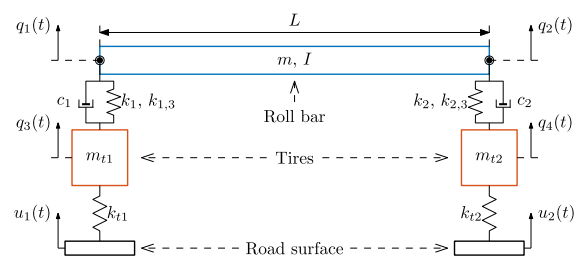 L
q₁(t) q₂(t)
m, I
c₁ k₁, k₁,₃ k₂, k₂,₃ c₂
Roll bar
q₃(t) q₄(t)
mₜ₁ Tires mₜ₂
u₁(t) kₜ₁ kₜ₂ u₂(t)
Road surface